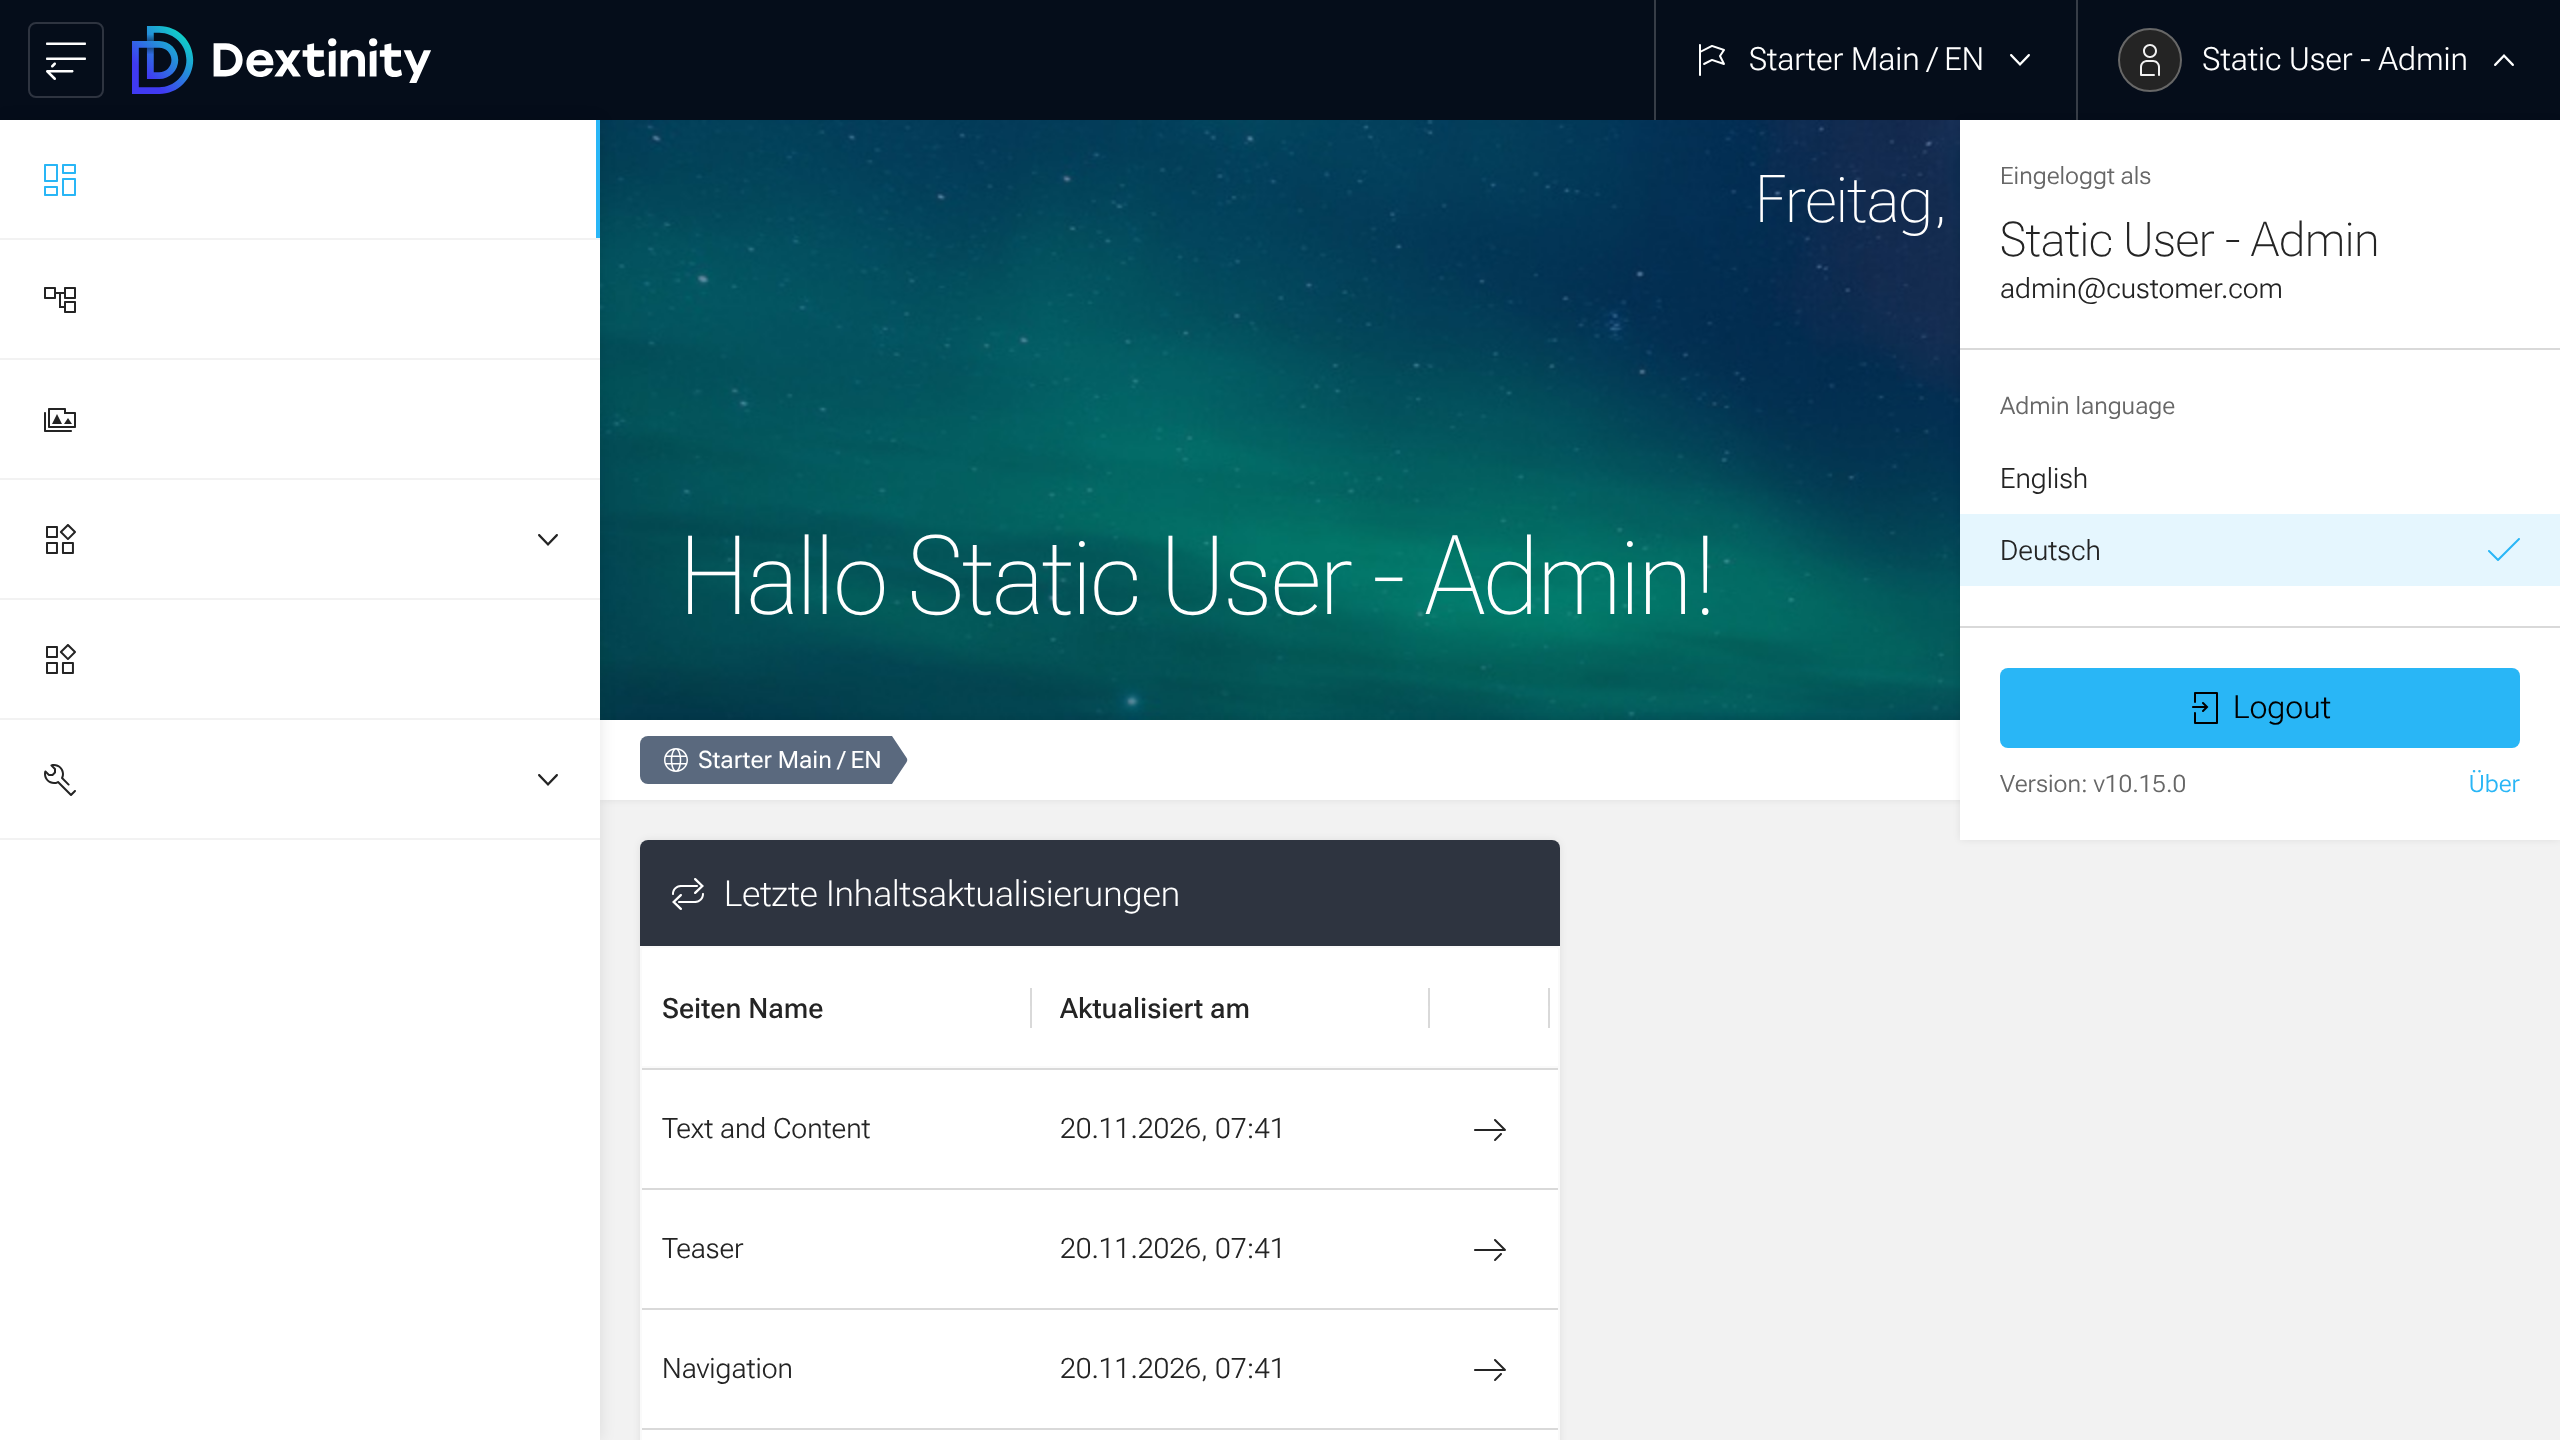 Dextinity
Starter Main / EN
Static User - Admin
Freitag,
Hallo Static User - Admin!
Eingeloggt als
Static User - Admin
admin@customer.com
Admin language
English
Deutsch
Logout
Version: v10.15.0
Über
Starter Main / EN
Letzte Inhaltsaktualisierungen
Seiten Name Aktualisiert am
Text and Content 20.11.2026, 07:41
Teaser 20.11.2026, 07:41
Navigation 20.11.2026, 07:41